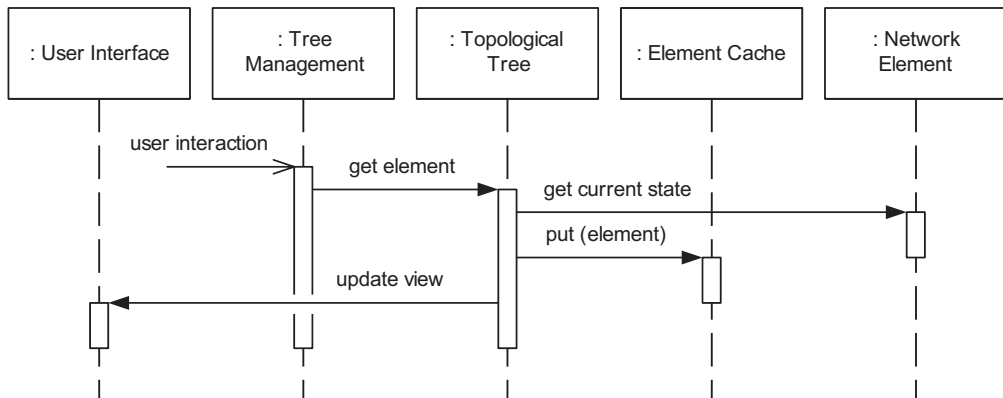 : User Interface
: Tree
Management
: Topological
Tree
: Element Cache
: Network
Element
user interaction
get element
get current state
put (element)
update view